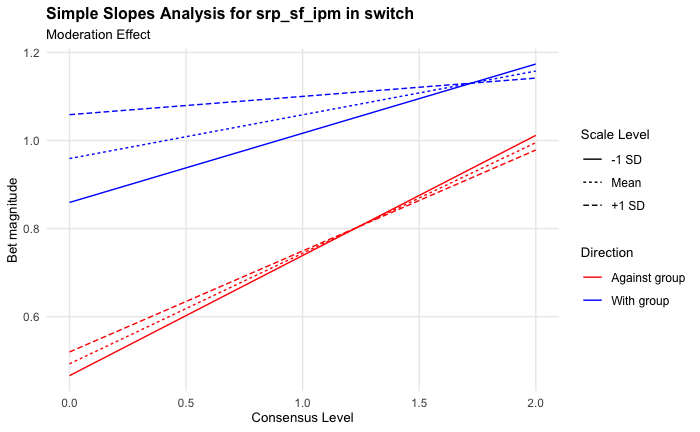 Simple Slopes Analysis for srp_sf_ipm in switch
Moderation Effect
1.2
1.0
0.8
0.6
Bet magnitude
0.0 0.5 1.0 1.5 2.0
Consensus Level
Scale Level
-1 SD
Mean
+1 SD
Direction
Against group
With group